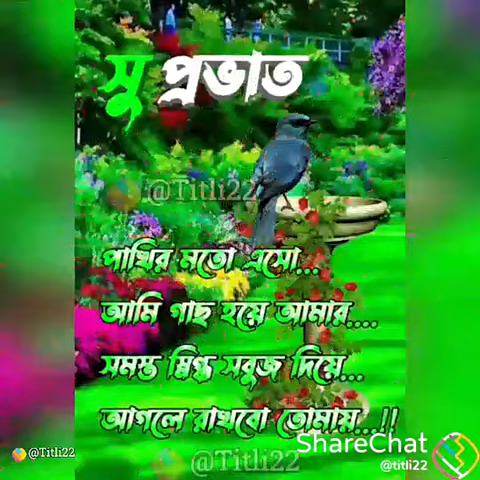 সু প্রভাত
@Titli22
পাখির মতো এসো...
আমি গাছ হয়ে আমার....
সমস্ত স্নিগ্ধ সবুজ দিয়ে...
আগলে রাখবো তোমায়...!!
ShareChat
@titli22
@Titli22
@Titli22